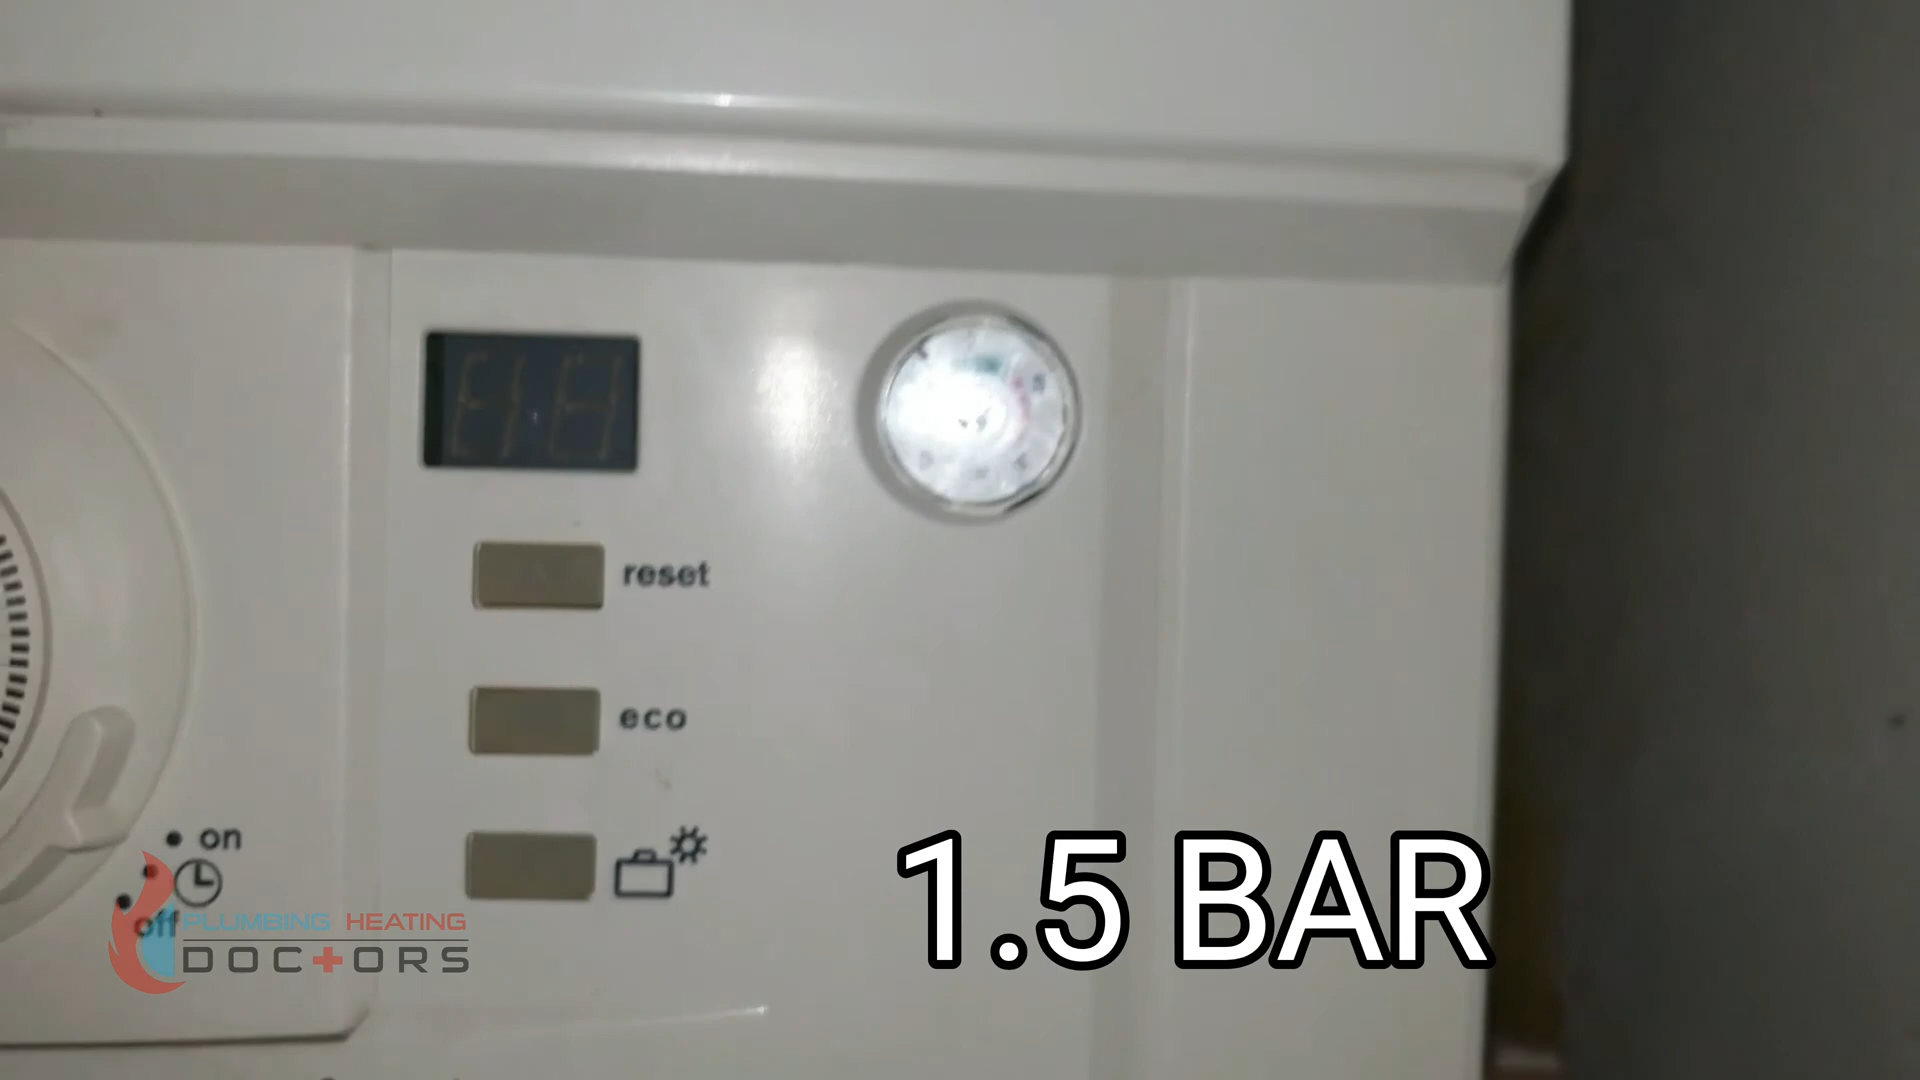 reset
eco
on
off
PLUMBING HEATING
DOCTORS
1.5 BAR